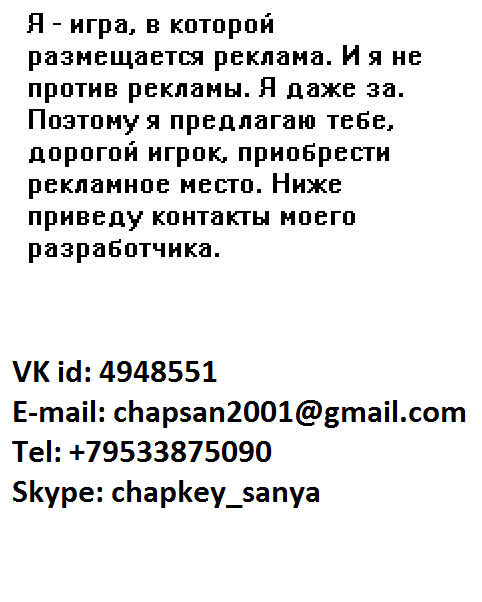 Я - игра, в которой
размещается реклама. И я не
против рекламы. Я даже за.
Поэтому я предлагаю тебе,
дорогой игрок, приобрести
рекламное место. Ниже
приведу контакты моего
разработчика.
VK id: 4948551
E-mail: chapsan2001@gmail.com
Tel: +79533875090
Skype: chapkey_sanya